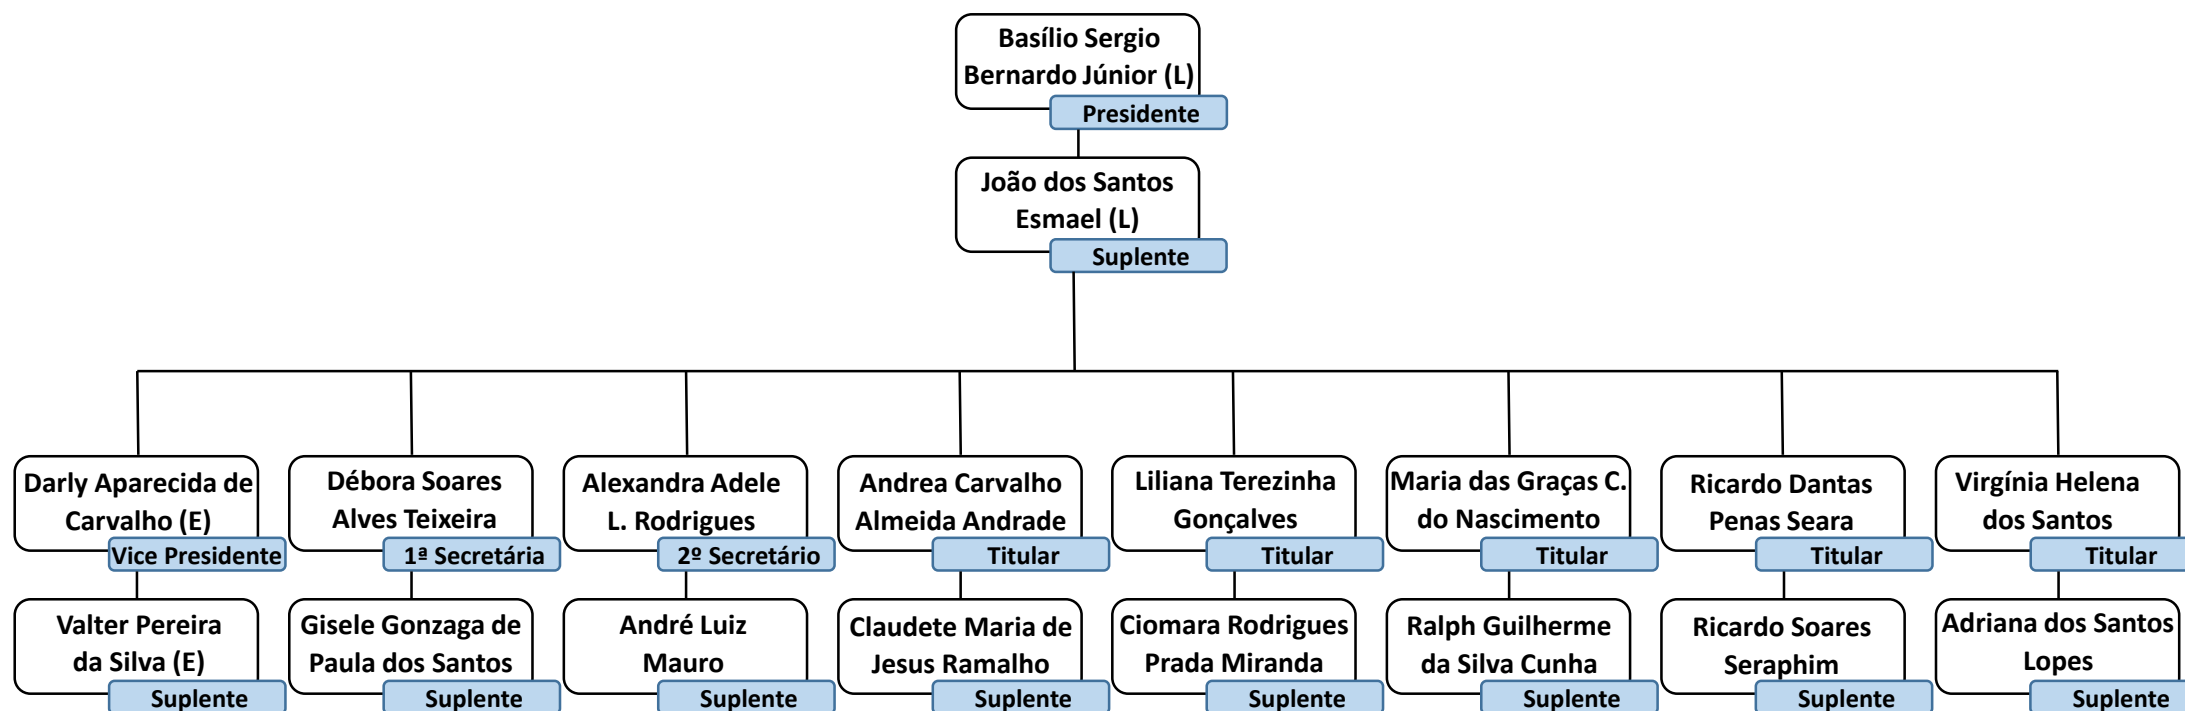 Basílio Sergio
Bernardo Júnior (L)
Presidente
João dos Santos
Esmael (L)
Suplente
Darly Aparecida de
Carvalho (E)
Vice Presidente
Débora Soares
Alves Teixeira
1ª Secretária
Alexandra Adele
L. Rodrigues
2º Secretário
Andrea Carvalho
Almeida Andrade
Titular
Liliana Terezinha
Gonçalves
Titular
Maria das Graças C.
do Nascimento
Titular
Ricardo Dantas
Penas Seara
Titular
Virgínia Helena
dos Santos
Titular
Valter Pereira
da Silva (E)
Suplente
Gisele Gonzaga de
Paula dos Santos
Suplente
André Luiz
Mauro
Suplente
Claudete Maria de
Jesus Ramalho
Suplente
Ciomara Rodrigues
Prada Miranda
Suplente
Ralph Guilherme
da Silva Cunha
Suplente
Ricardo Soares
Seraphim
Suplente
Adriana dos Santos
Lopes
Suplente